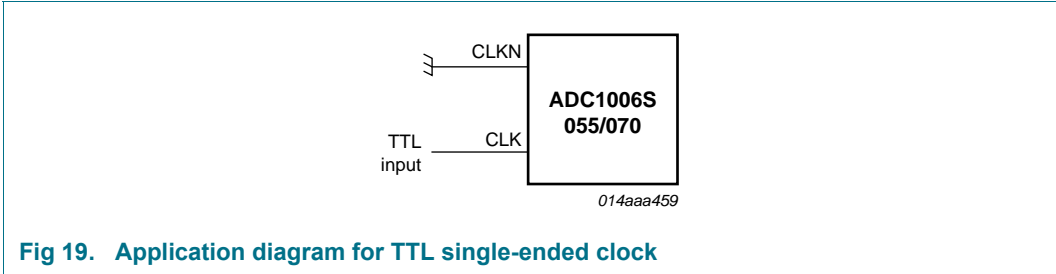 CLKN
ADC1006S
055/070
TTL
input
CLK
014aaa459
Fig 19. Application diagram for TTL single-ended clock